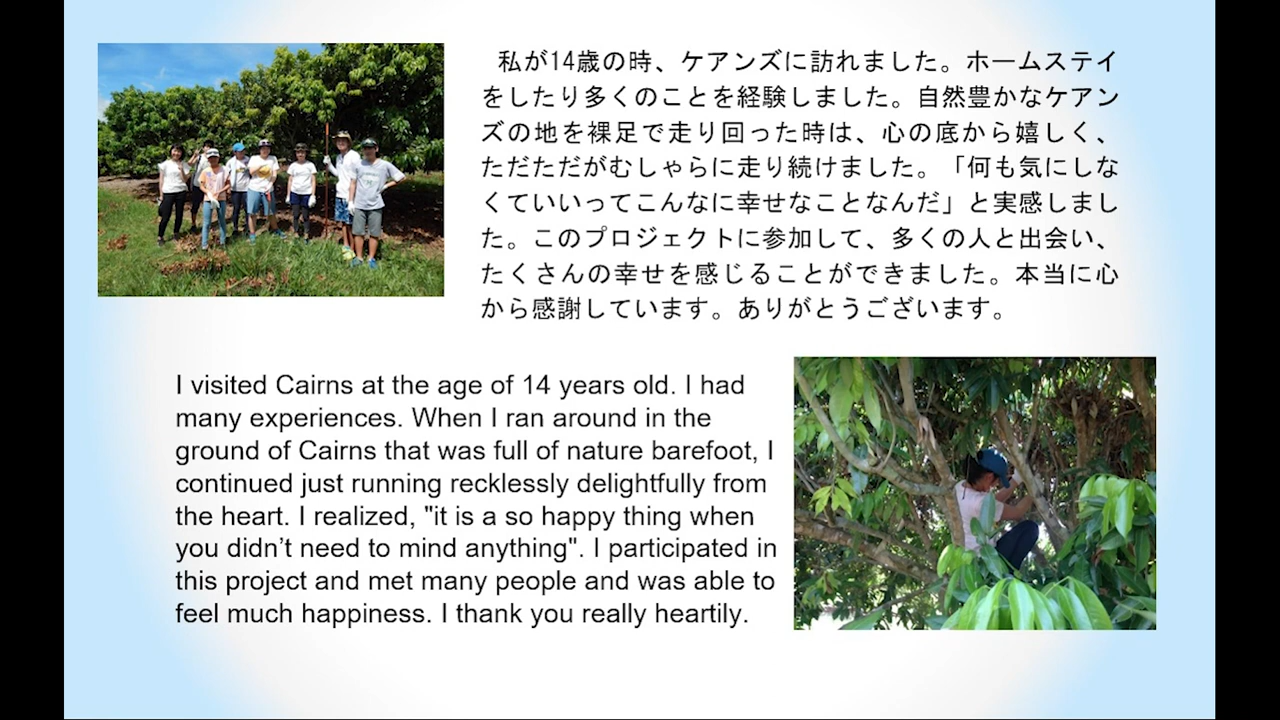 私が14歳の時、ケアンズに訪れました。ホームステイ
をしたり多くのことを経験しました。自然豊かなケアン
ズの地を裸足で走り回った時は、心の底から嬉しく、
ただただがむしゃらに走り続けました。「何も気にしな
くていいってこんなに幸せなことなんだ」と実感しまし
た。このプロジェクトに参加して、多くの人と出会い、
たくさんの幸せを感じることができました。本当に心
から感謝しています。ありがとうございます。
I visited Cairns at the age of 14 years old. I had
many experiences. When I ran around in the
ground of Cairns that was full of nature barefoot, I
continued just running recklessly delightfully from
the heart. I realized, "it is a so happy thing when
you didn’t need to mind anything". I participated in
this project and met many people and was able to
feel much happiness. I thank you really heartily.